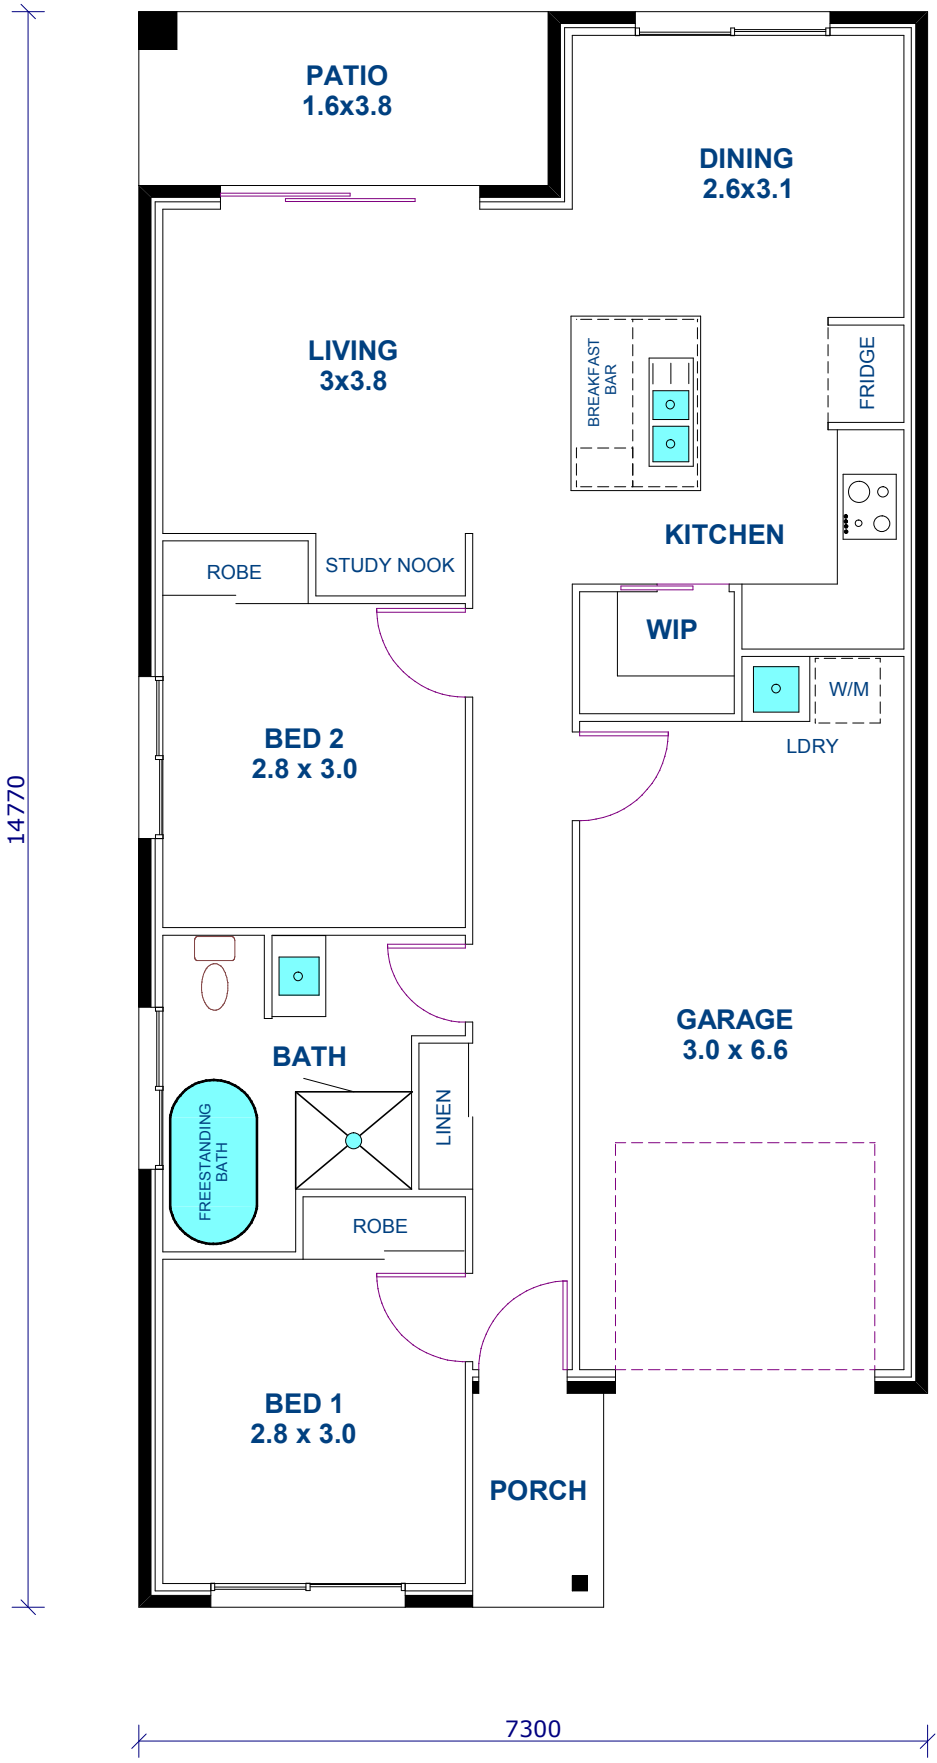 PATIO
1.6x3.8
DINING
2.6x3.1
LIVING
3x3.8
BREAKFAST
BAR
FRIDGE
KITCHEN
ROBE
STUDY NOOK
WIP
W/M
LDRY
BED 2
2.8 x 3.0
14770
GARAGE
3.0 x 6.6
BATH
LINEN
FREESTANDING
BATH
ROBE
BED 1
2.8 x 3.0
PORCH
7300